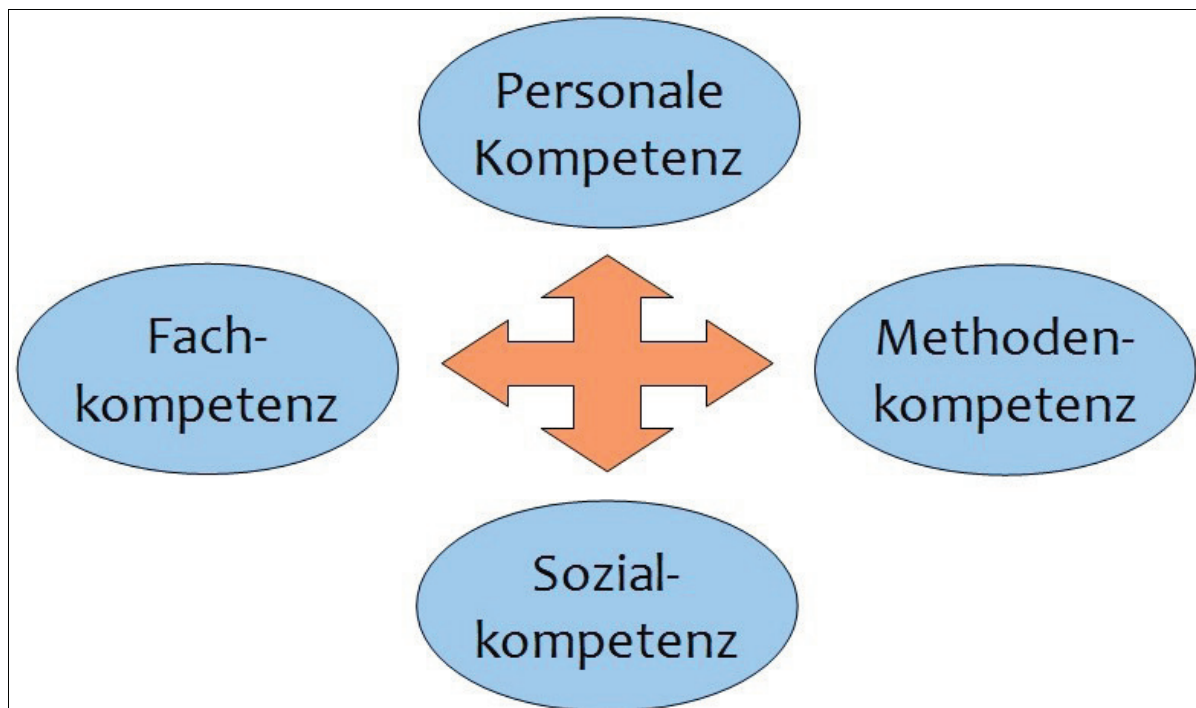 Personale
Kompetenz
Fach-
kompetenz
Methoden-
kompetenz
Sozial-
kompetenz